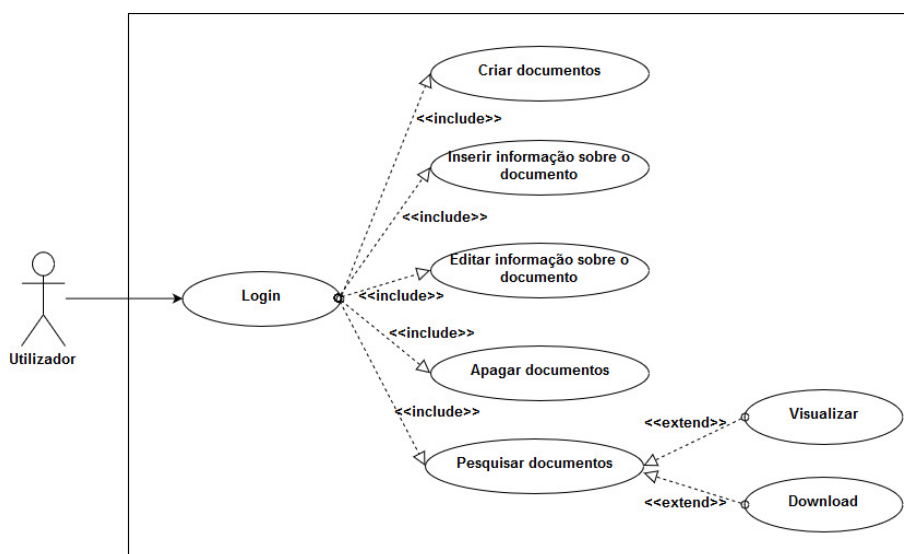 Criar documentos
<<include>>
Inserir informação sobre o
documento
<<include>>
Editar informação sobre o
documento
<<include>>
Login
Utilizador
<<include>>
Apagar documentos
<<include>>
Pesquisar documentos
<<extend>>
Visualizar
<<extend>>
Download